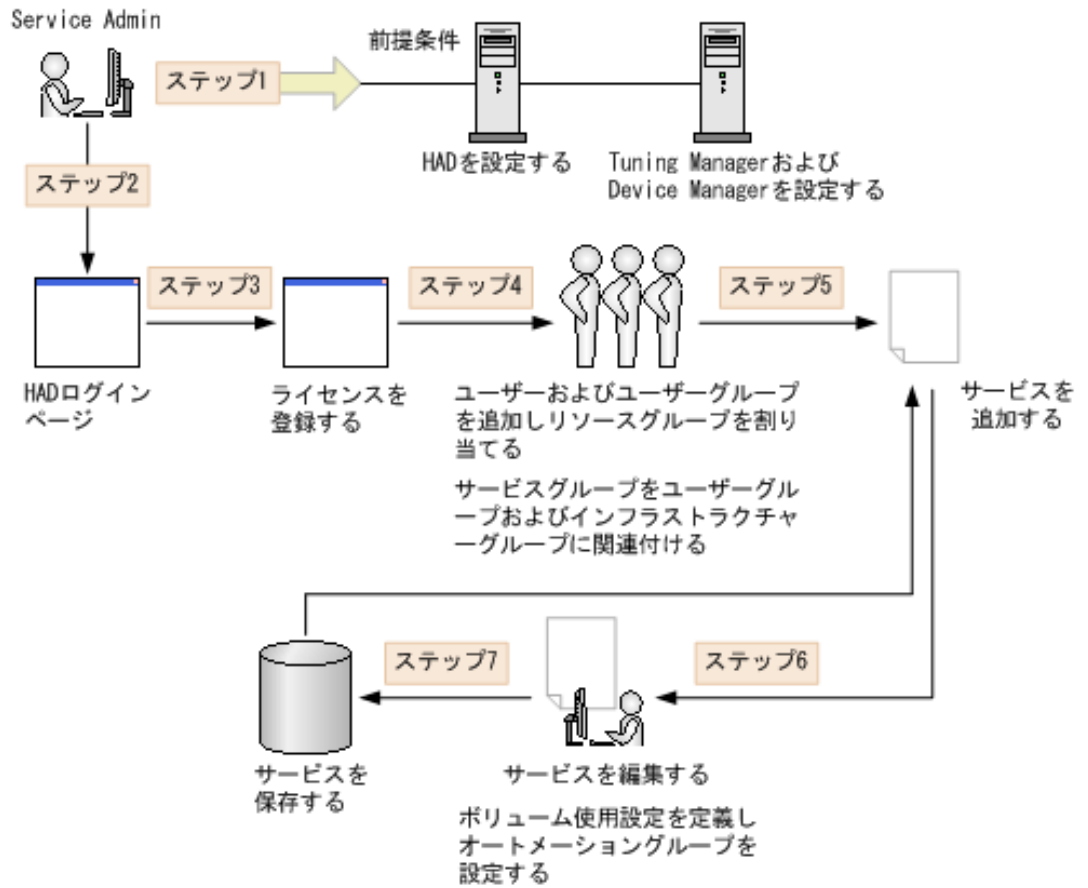 Service Admin
前提条件
ステップ1
HADを設定する
Tuning Managerおよび
Device Managerを設定する
ステップ2
ステップ3
ステップ4
ステップ5
HADログイン
ページ
ライセンスを
登録する
ユーザーおよびユーザーグループ
を追加しリソースグループを割り
当てる
サービスグループをユーザーグル
ープおよびインフラストラクチャ
ーグループに関連付ける
サービスを
追加する
ステップ7
ステップ6
サービスを
保存する
サービスを編集する
ボリューム使用設定を定義し
オートメーショングループを
設定する